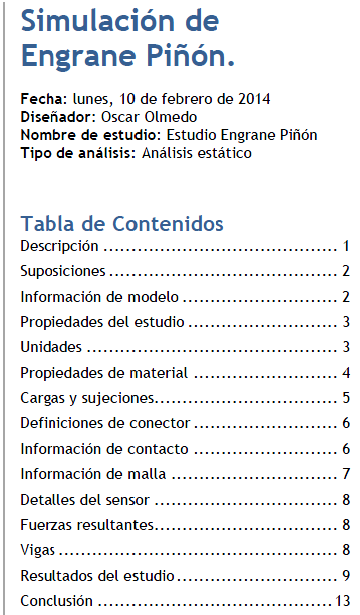 Simulación de
Engrane Piñón.
Fecha: lunes, 10 de febrero de 2014
Diseñador: Oscar Olmedo
Nombre de estudio: Estudio Engrane Piñón
Tipo de análisis: Análisis estático
Tabla de Contenidos
Descripción ........................................ 1
Suposiciones ....................................... 2
Información de modelo ........................... 2
Propiedades del estudio .......................... 3
Unidades ........................................... 3
Propiedades de material ......................... 4
Cargas y sujeciones................................ 5
Definiciones de conector ........................ 6
Información de contacto ......................... 6
Información de malla ............................. 7
Detalles del sensor ............................... 8
Fuerzas resultantes................................ 8
Vigas ................................................ 8
Resultados del estudio ............................ 9
Conclusión ......................................... 13